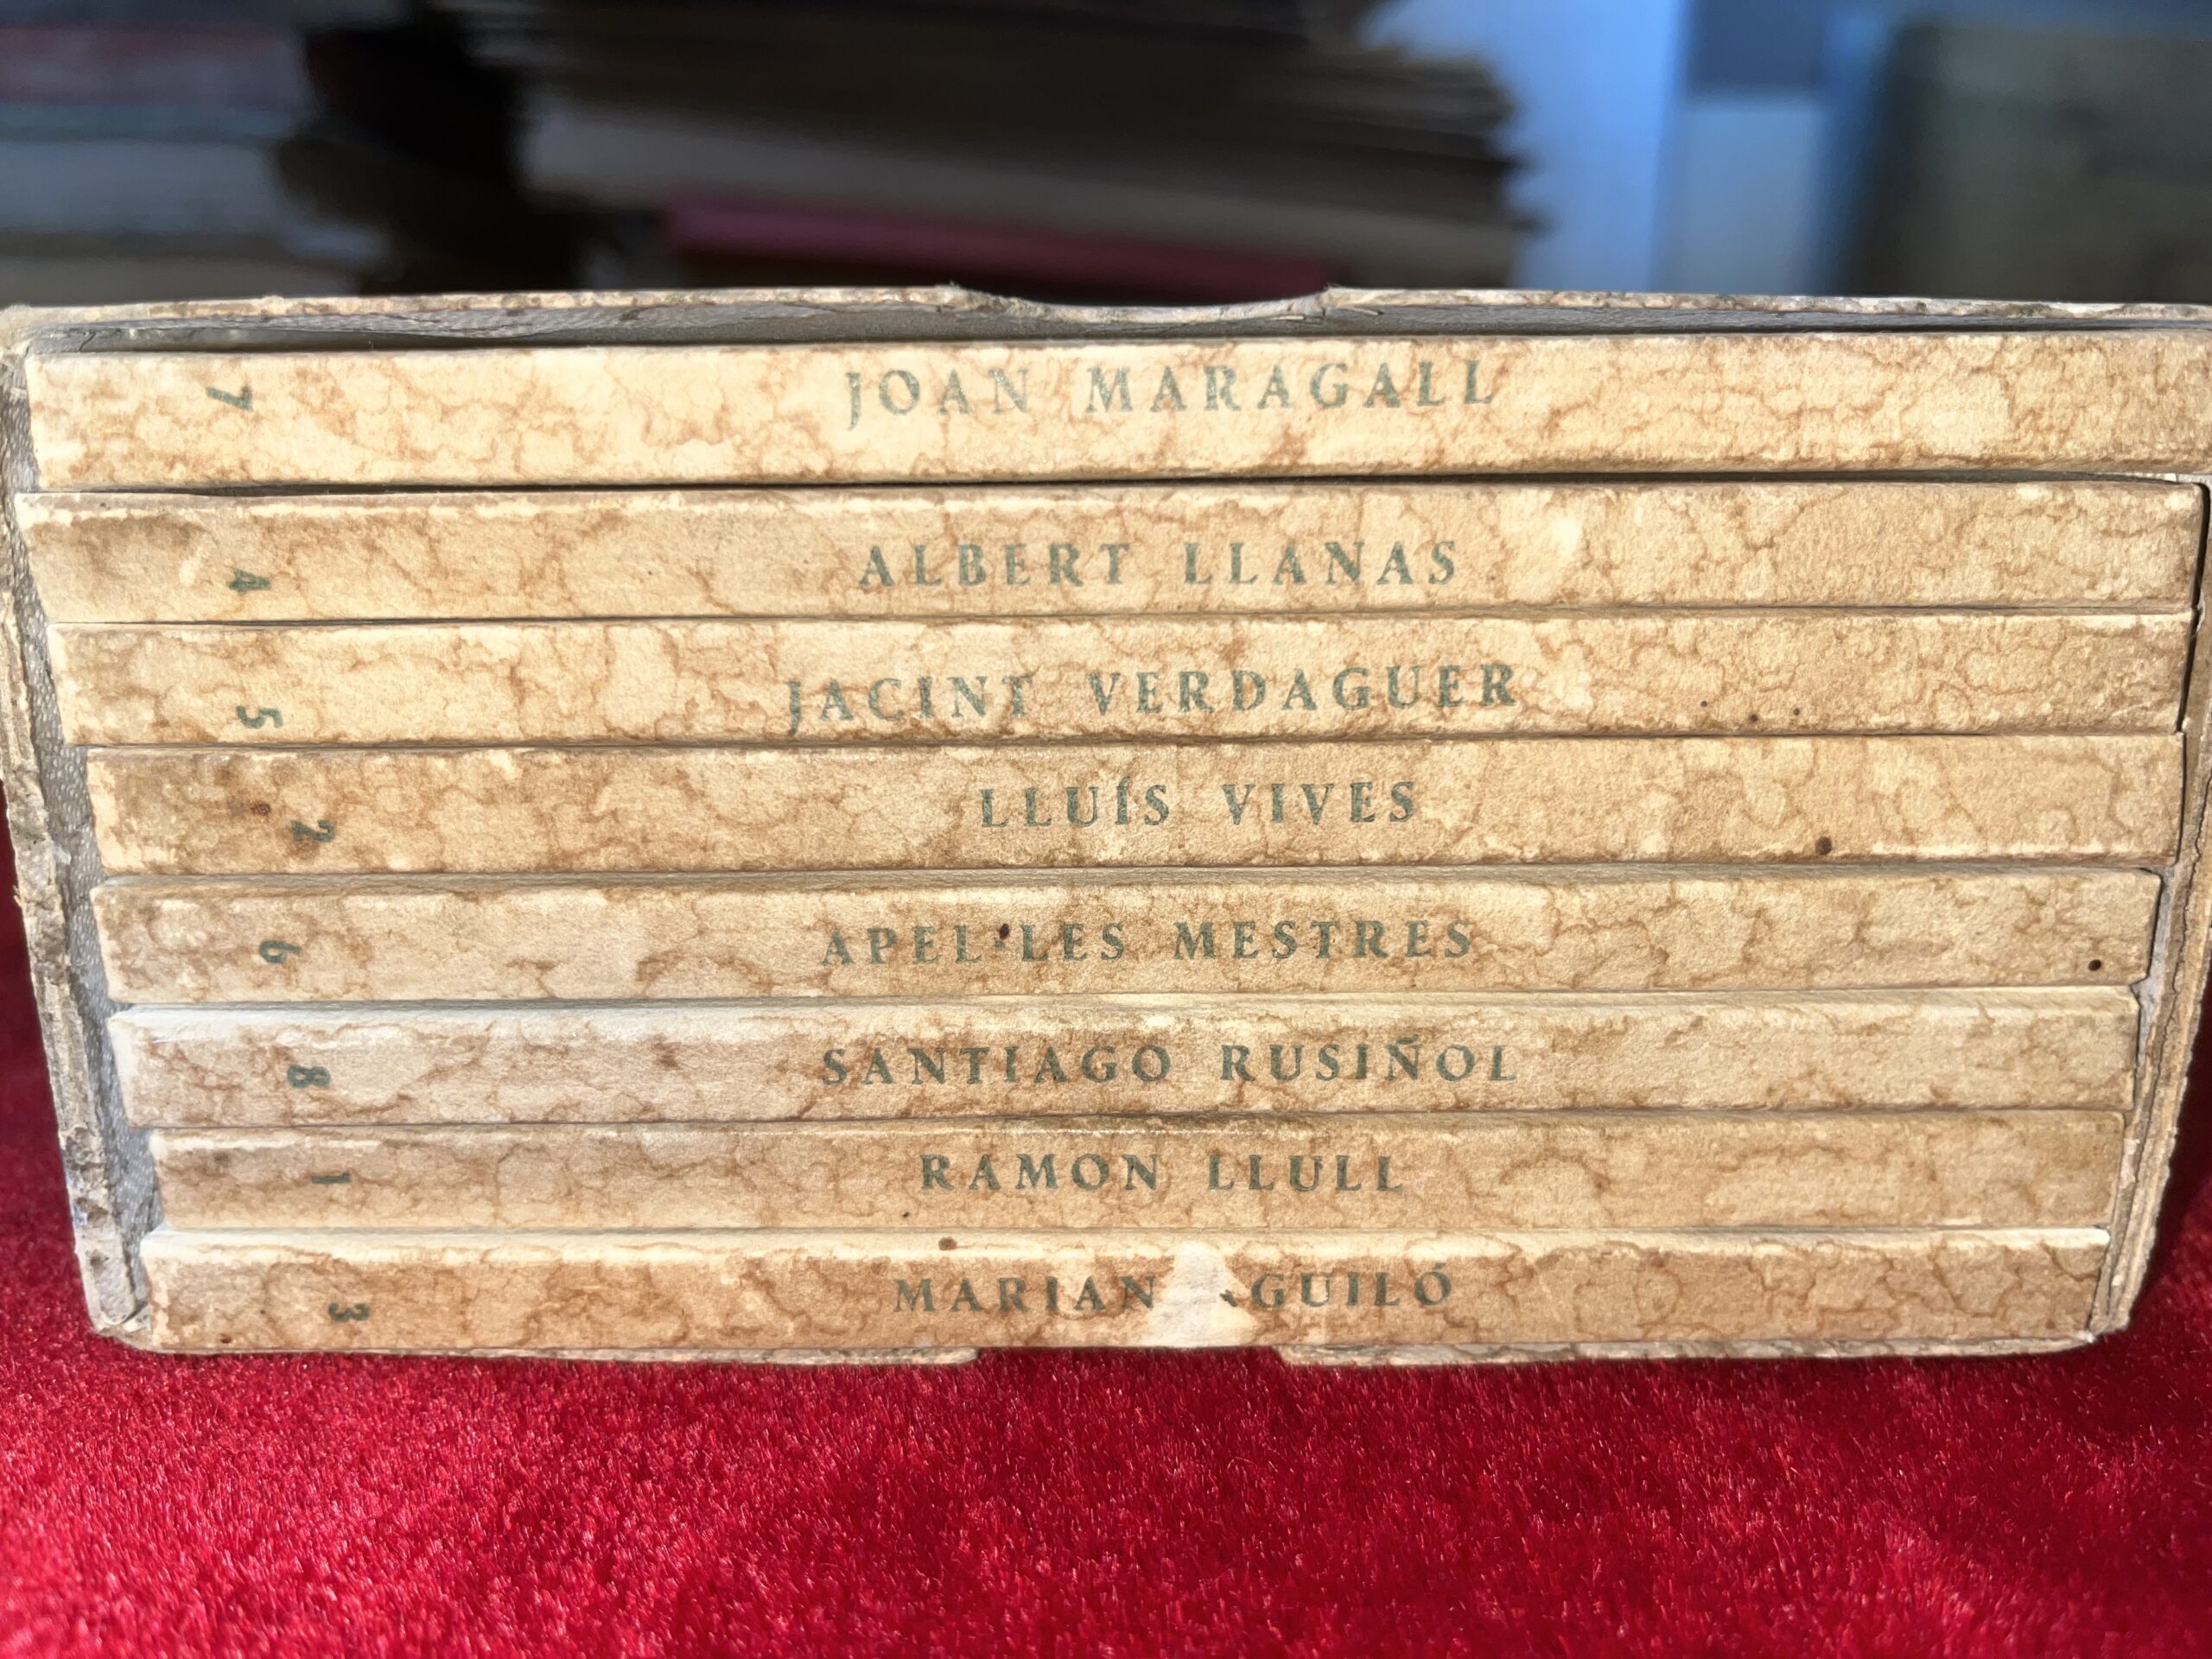 7 JOAN MARAGALL
4 ALBERT LLANAS
5 JACINT VERDAGUER
2 LLUÍS VIVES
6 APEL·LES MESTRES
8 SANTIAGO RUSIÑOL
1 RAMON LLULL
3 MARIAN AGUILÓ